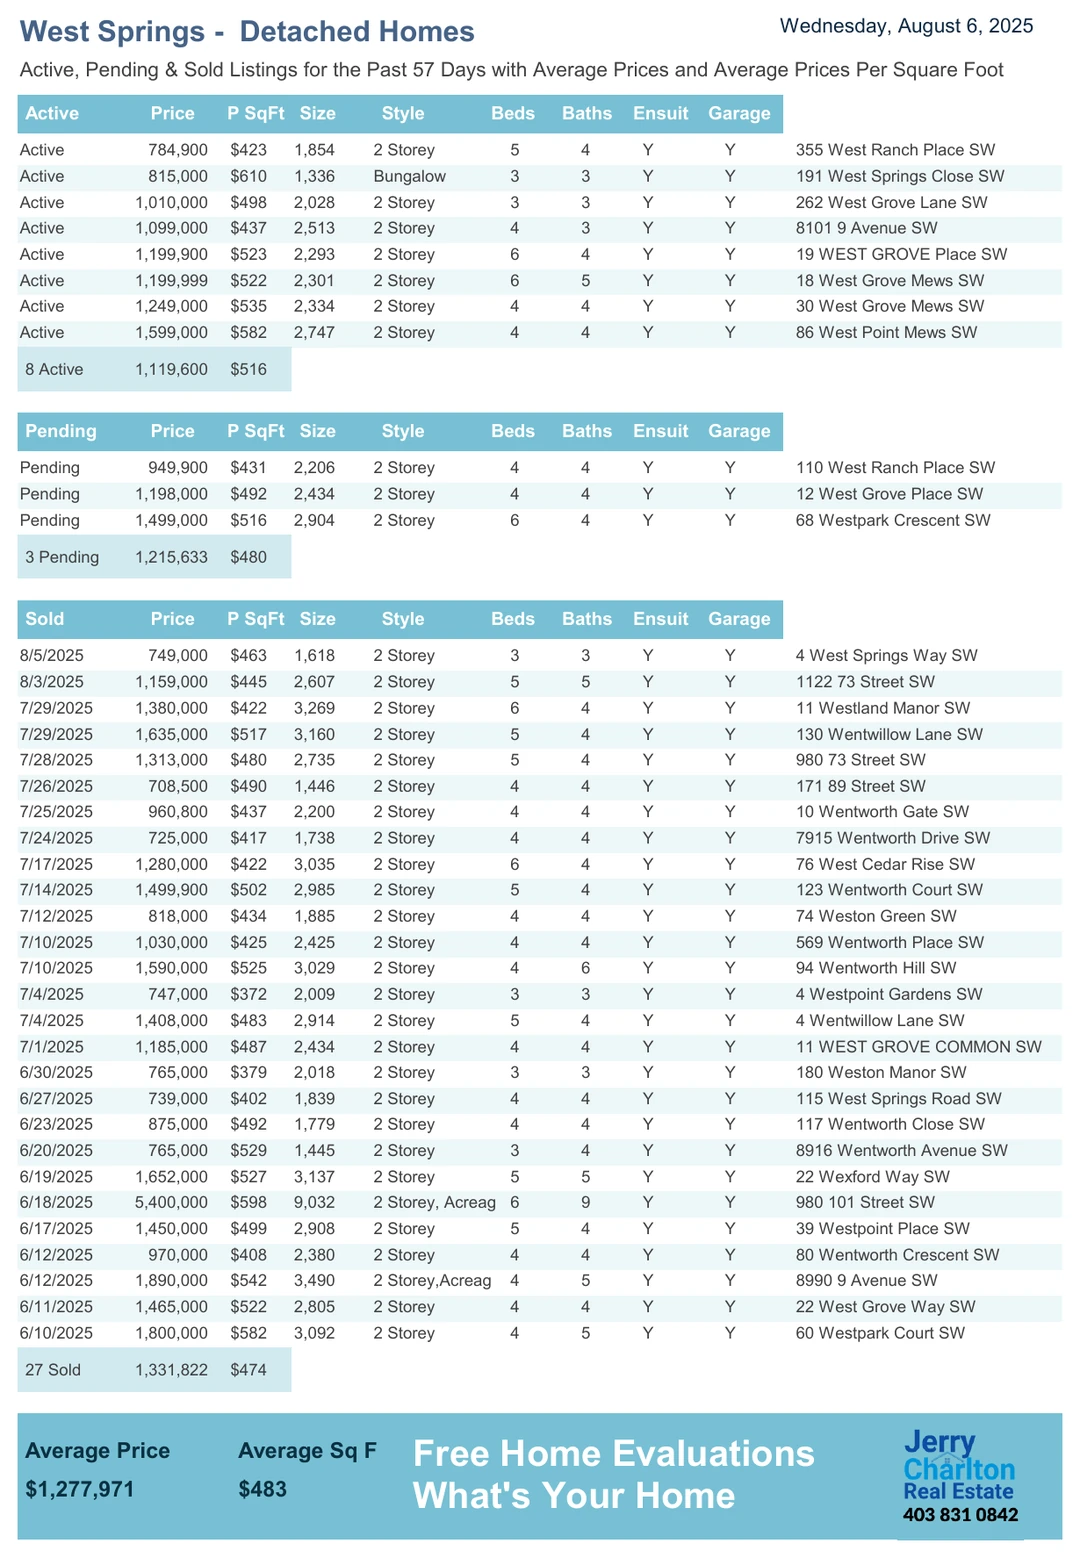 West Springs -  Detached Homes
Wednesday, August 6, 2025
Active, Pending & Sold Listings for the Past 57 Days with Average Prices and Average Prices Per Square Foot
Active Price P SqFt Size Style Beds Baths Ensuit Garage
Active 784,900 $423 1,854 2 Storey 5 4 Y Y 355 West Ranch Place SW
Active 815,000 $610 1,336 Bungalow 3 3 Y Y 191 West Springs Close SW
Active 1,010,000 $498 2,028 2 Storey 3 3 Y Y 262 West Grove Lane SW
Active 1,099,000 $437 2,513 2 Storey 4 3 Y Y 8101 9 Avenue SW
Active 1,199,900 $523 2,293 2 Storey 6 4 Y Y 19 WEST GROVE Place SW
Active 1,199,999 $522 2,301 2 Storey 6 5 Y Y 18 West Grove Mews SW
Active 1,249,000 $535 2,334 2 Storey 4 4 Y Y 30 West Grove Mews SW
Active 1,599,000 $582 2,747 2 Storey 4 4 Y Y 86 West Point Mews SW
8 Active 1,119,600 $516
Pending Price P SqFt Size Style Beds Baths Ensuit Garage
Pending 949,900 $431 2,206 2 Storey 4 4 Y Y 110 West Ranch Place SW
Pending 1,198,000 $492 2,434 2 Storey 4 4 Y Y 12 West Grove Place SW
Pending 1,499,000 $516 2,904 2 Storey 6 4 Y Y 68 Westpark Crescent SW
3 Pending 1,215,633 $480
Sold Price P SqFt Size Style Beds Baths Ensuit Garage
8/5/2025 749,000 $463 1,618 2 Storey 3 3 Y Y 4 West Springs Way SW
8/3/2025 1,159,000 $445 2,607 2 Storey 5 5 Y Y 1122 73 Street SW
7/29/2025 1,380,000 $422 3,269 2 Storey 6 4 Y Y 11 Westland Manor SW
7/29/2025 1,635,000 $517 3,160 2 Storey 5 4 Y Y 130 Wentwillow Lane SW
7/28/2025 1,313,000 $480 2,735 2 Storey 5 4 Y Y 980 73 Street SW
7/26/2025 708,500 $490 1,446 2 Storey 4 4 Y Y 171 89 Street SW
7/25/2025 960,800 $437 2,200 2 Storey 4 4 Y Y 10 Wentworth Gate SW
7/24/2025 725,000 $417 1,738 2 Storey 4 4 Y Y 7915 Wentworth Drive SW
7/17/2025 1,280,000 $422 3,035 2 Storey 6 4 Y Y 76 West Cedar Rise SW
7/14/2025 1,499,900 $502 2,985 2 Storey 5 4 Y Y 123 Wentworth Court SW
7/12/2025 818,000 $434 1,885 2 Storey 4 4 Y Y 74 Weston Green SW
7/10/2025 1,030,000 $425 2,425 2 Storey 4 4 Y Y 569 Wentworth Place SW
7/10/2025 1,590,000 $525 3,029 2 Storey 4 6 Y Y 94 Wentworth Hill SW
7/4/2025 747,000 $372 2,009 2 Storey 3 3 Y Y 4 Westpoint Gardens SW
7/4/2025 1,408,000 $483 2,914 2 Storey 5 4 Y Y 4 Wentwillow Lane SW
7/1/2025 1,185,000 $487 2,434 2 Storey 4 4 Y Y 11 WEST GROVE COMMON SW
6/30/2025 765,000 $379 2,018 2 Storey 3 3 Y Y 180 Weston Manor SW
6/27/2025 739,000 $402 1,839 2 Storey 4 4 Y Y 115 West Springs Road SW
6/23/2025 875,000 $492 1,779 2 Storey 4 4 Y Y 117 Wentworth Close SW
6/20/2025 765,000 $529 1,445 2 Storey 3 4 Y Y 8916 Wentworth Avenue SW
6/19/2025 1,652,000 $527 3,137 2 Storey 5 5 Y Y 22 Wexford Way SW
6/18/2025 5,400,000 $598 9,032 2 Storey, Acreag 6 9 Y Y 980 101 Street SW
6/17/2025 1,450,000 $499 2,908 2 Storey 5 4 Y Y 39 Westpoint Place SW
6/12/2025 970,000 $408 2,380 2 Storey 4 4 Y Y 80 Wentworth Crescent SW
6/12/2025 1,890,000 $542 3,490 2 Storey,Acreag 4 5 Y Y 8990 9 Avenue SW
6/11/2025 1,465,000 $522 2,805 2 Storey 4 4 Y Y 22 West Grove Way SW
6/10/2025 1,800,000 $582 3,092 2 Storey 4 5 Y Y 60 Westpark Court SW
27 Sold 1,331,822 $474
Average Price Average Sq F
$1,277,971 $483
Free Home Evaluations
What's Your Home
Jerry
Charlton
Real Estate
403 831 0842